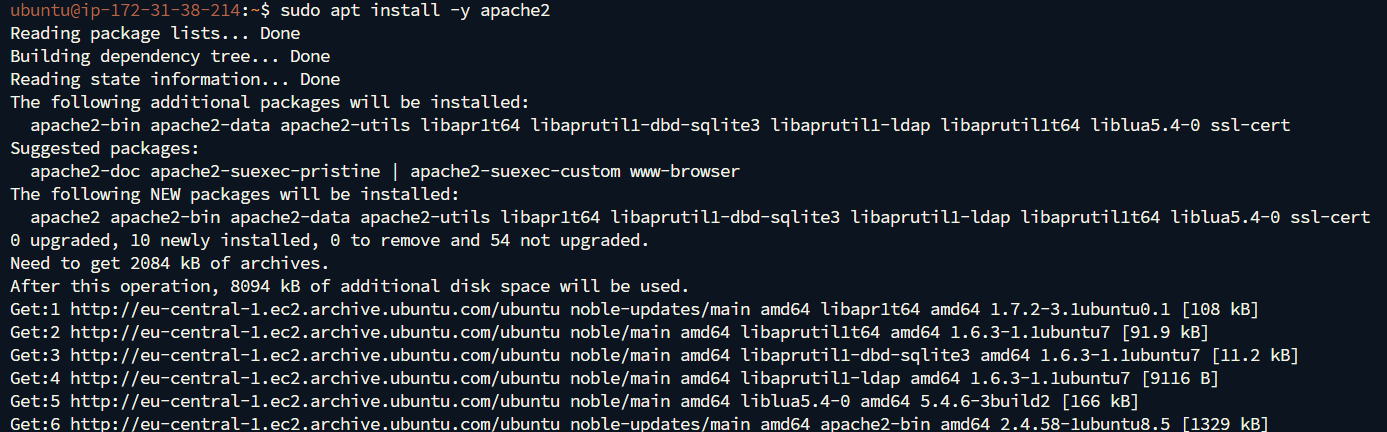 ubuntu@ip-172-31-38-214:~$ sudo apt install -y apache2
Reading package lists... Done
Building dependency tree... Done
Reading state information... Done
The following additional packages will be installed:
  apache2-bin apache2-data apache2-utils libapr1t64 libaprutil1-dbd-sqlite3 libaprutil1-ldap libaprutil1t64 liblua5.4-0 ssl-cert
Suggested packages:
  apache2-doc apache2-suexec-pristine | apache2-suexec-custom www-browser
The following NEW packages will be installed:
  apache2 apache2-bin apache2-data apache2-utils libapr1t64 libaprutil1-dbd-sqlite3 libaprutil1-ldap libaprutil1t64 liblua5.4-0 ssl-cert
0 upgraded, 10 newly installed, 0 to remove and 54 not upgraded.
Need to get 2084 kB of archives.
After this operation, 8094 kB of additional disk space will be used.
Get:1 http://eu-central-1.ec2.archive.ubuntu.com/ubuntu noble-updates/main amd64 libapr1t64 amd64 1.7.2-3.1ubuntu0.1 [108 kB]
Get:2 http://eu-central-1.ec2.archive.ubuntu.com/ubuntu noble/main amd64 libaprutil1t64 amd64 1.6.3-1.1ubuntu7 [91.9 kB]
Get:3 http://eu-central-1.ec2.archive.ubuntu.com/ubuntu noble/main amd64 libaprutil1-dbd-sqlite3 amd64 1.6.3-1.1ubuntu7 [11.2 kB]
Get:4 http://eu-central-1.ec2.archive.ubuntu.com/ubuntu noble/main amd64 libaprutil1-ldap amd64 1.6.3-1.1ubuntu7 [9116 B]
Get:5 http://eu-central-1.ec2.archive.ubuntu.com/ubuntu noble/main amd64 liblua5.4-0 amd64 5.4.6-3build2 [166 kB]
Get:6 http://eu-central-1.ec2.archive.ubuntu.com/ubuntu noble-updates/main amd64 apache2-bin amd64 2.4.58-1ubuntu8.5 [1329 kB]